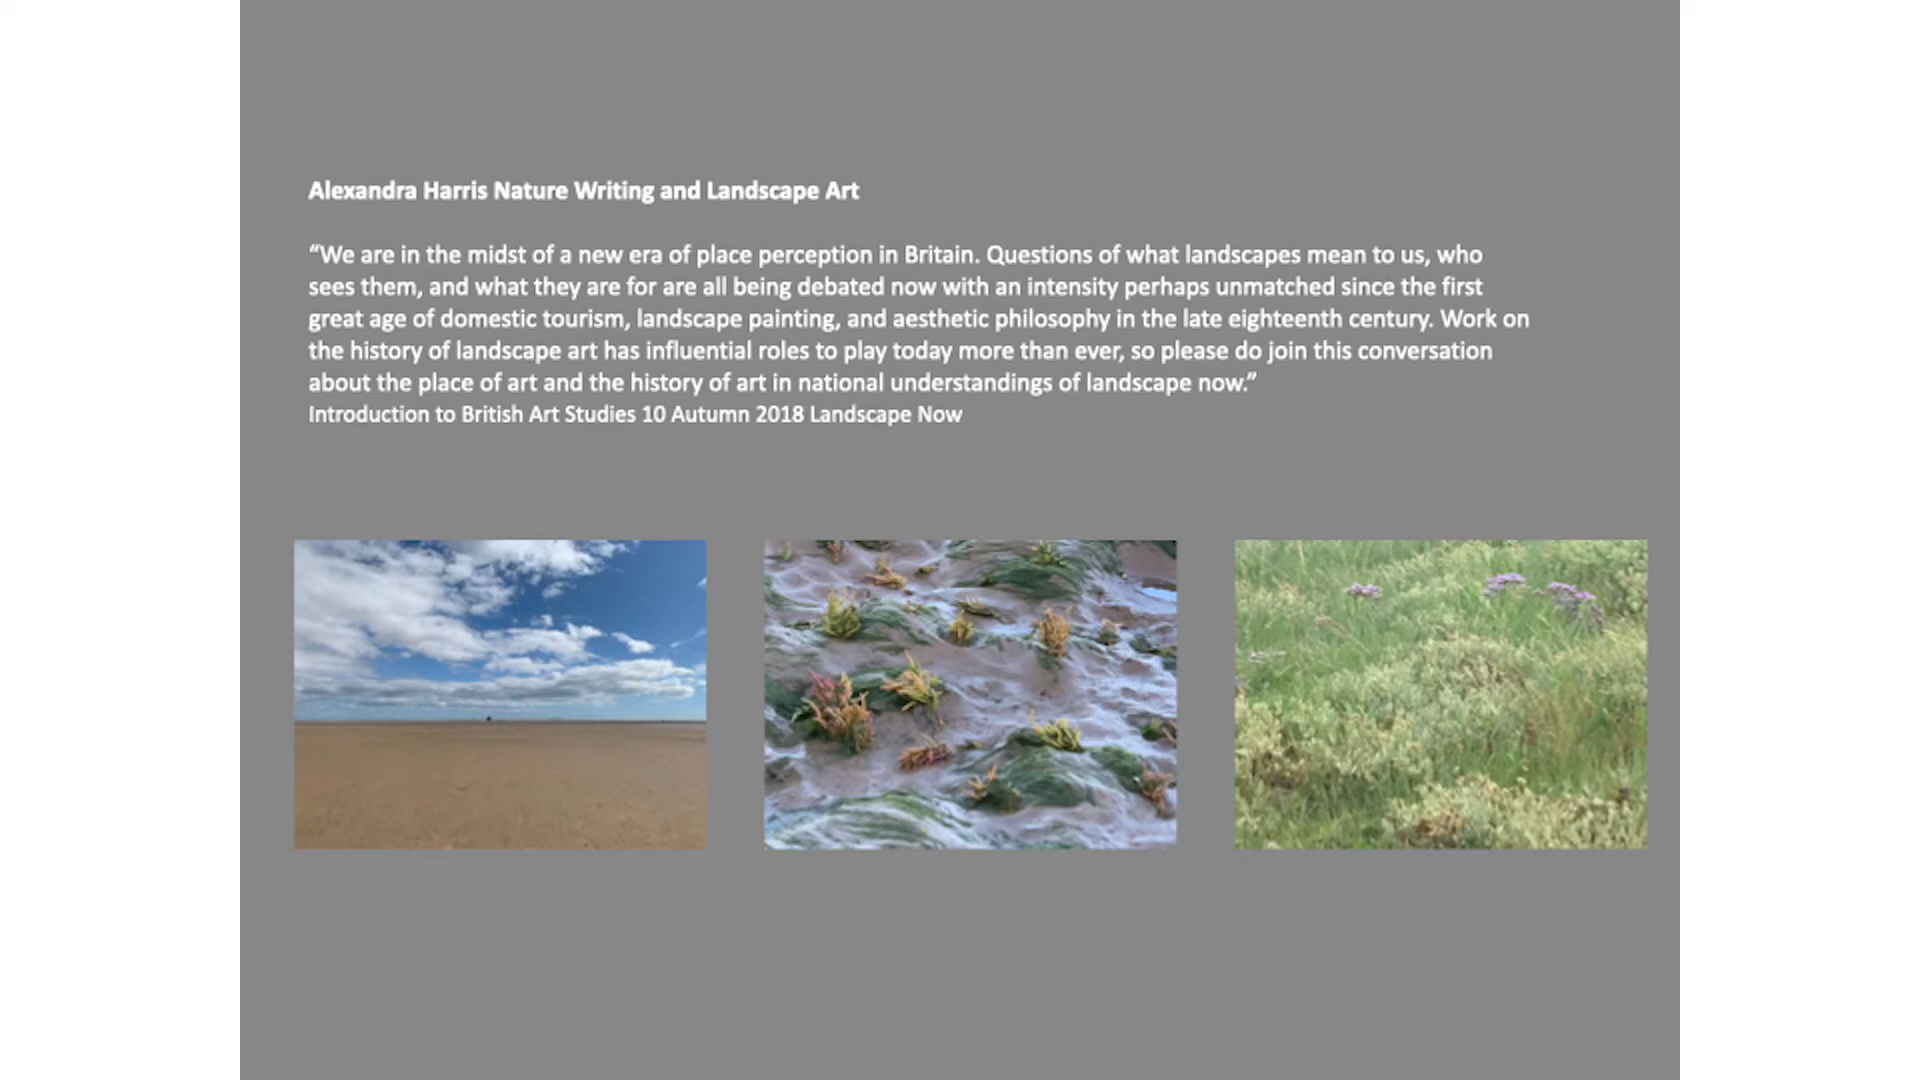 Alexandra Harris Nature Writing and Landscape Art
“We are in the midst of a new era of place perception in Britain. Questions of what landscapes mean to us, who
sees them, and what they are for are all being debated now with an intensity perhaps unmatched since the first
great age of domestic tourism, landscape painting, and aesthetic philosophy in the late eighteenth century. Work on
the history of landscape art has influential roles to play today more than ever, so please do join this conversation
about the place of art and the history of art in national understandings of landscape now.”
Introduction to British Art Studies 10 Autumn 2018 Landscape Now